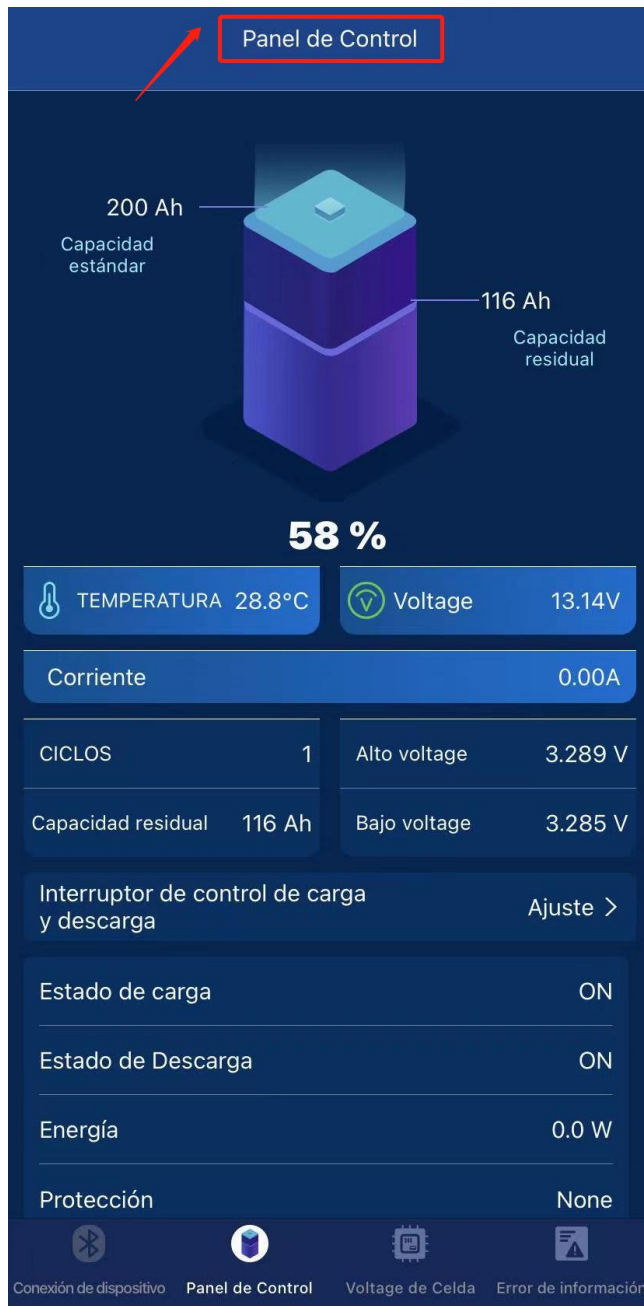 Panel de Control
200 Ah
Capacidad
estándar
116 Ah
Capacidad
residual
58 %
TEMPERATURA 28.8°C
V Voltage 13.14V
Corriente 0.00A
CICLOS 1
Alto voltage 3.289 V
Capacidad residual 116 Ah
Bajo voltage 3.285 V
Interruptor de control de carga
y descarga
Ajuste >
Estado de carga ON
Estado de Descarga ON
Energía 0.0 W
Protección None
Conexión de dispositivo Panel de Control Voltage de Celda Error de información